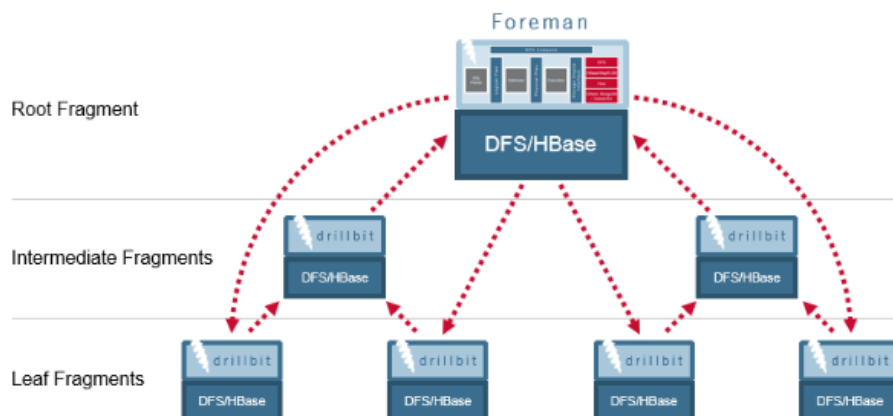 Foreman
Root Fragment
DFS/HBase
Intermediate Fragments
drillbit
DFS/HBase
drillbit
DFS/HBase
Leaf Fragments
drillbit
DFS/HBase
drillbit
DFS/HBase
drillbit
DFS/HBase
drillbit
DFS/HBase